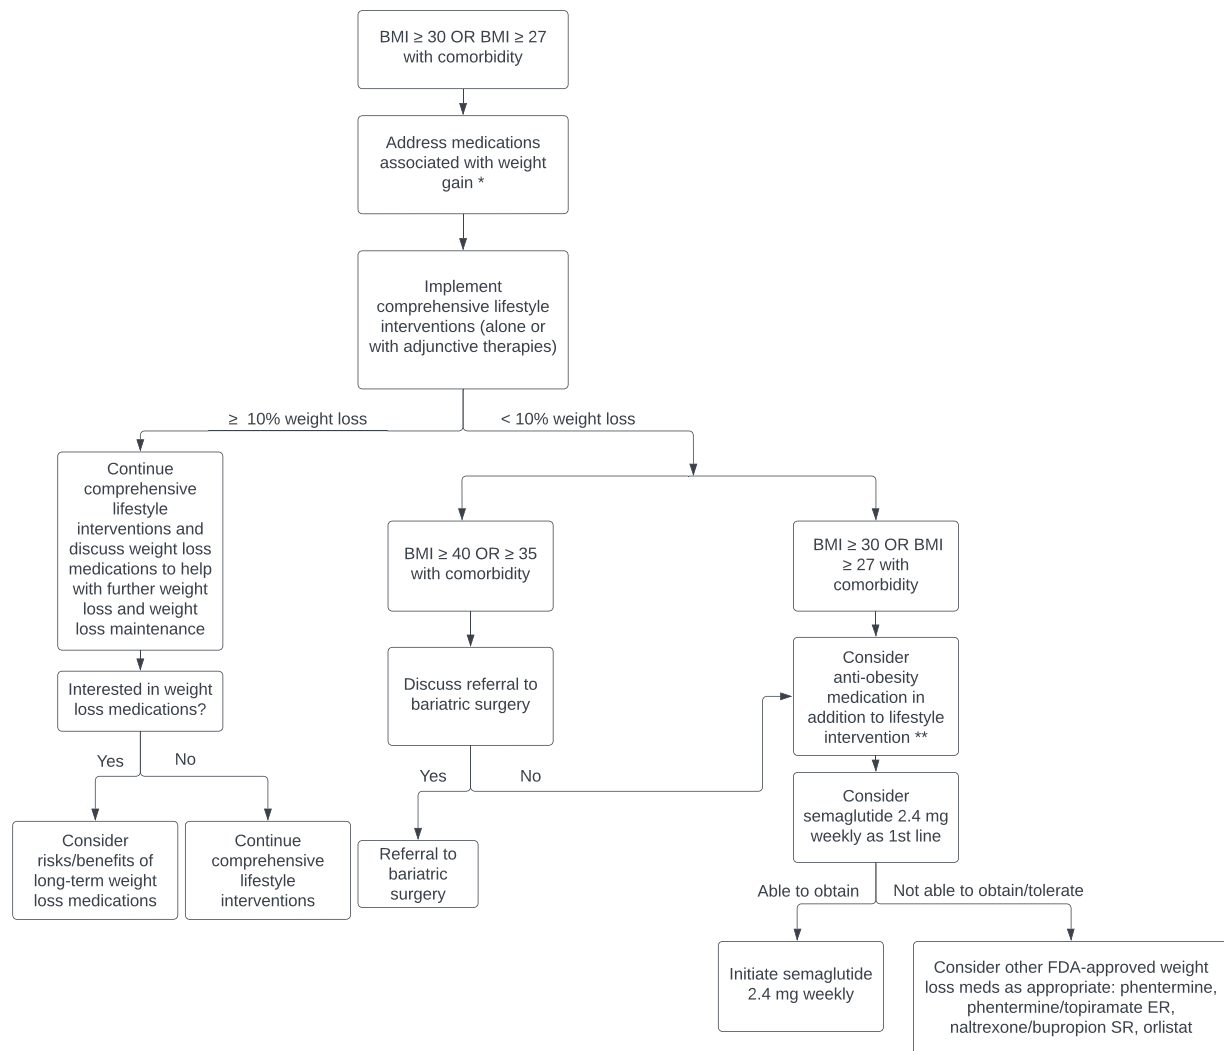 BMI ≥ 30 OR BMI ≥ 27
with comorbidity
Address medications
associated with weight
gain *
Implement
comprehensive lifestyle
interventions (alone or
with adjunctive therapies)
≥  10% weight loss
< 10% weight loss
Continue
comprehensive
lifestyle
interventions and
discuss weight loss
medications to help
with further weight
loss and weight
loss maintenance
Interested in weight
loss medications?
Yes
No
Consider
risks/benefits of
long-term weight
loss medications
Continue
comprehensive
lifestyle
interventions
BMI ≥ 40 OR ≥ 35
with comorbidity
Discuss referral to
bariatric surgery
Yes
No
Referral to
bariatric
surgery
BMI ≥ 30 OR BMI
≥ 27 with
comorbidity
Consider
anti-obesity
medication in
addition to lifestyle
intervention **
Consider
semaglutide 2.4 mg
weekly as 1st line
Able to obtain
Not able to obtain/tolerate
Initiate semaglutide
2.4 mg weekly
Consider other FDA-approved weight
loss meds as appropriate: phentermine,
phentermine/topiramate ER,
naltrexone/bupropion SR, orlistat